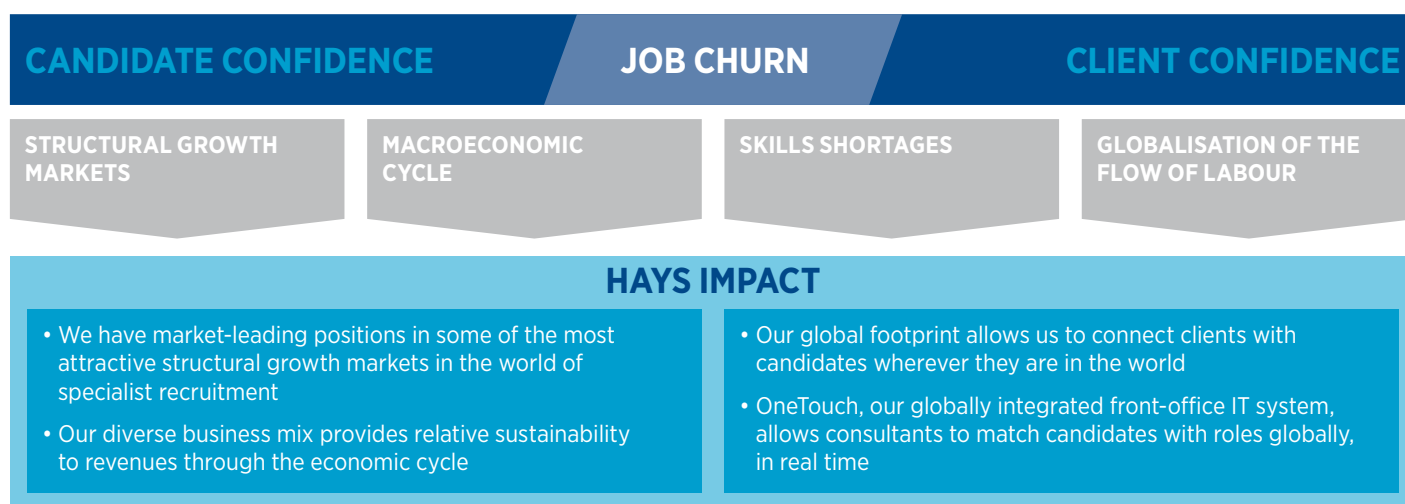 CANDIDATE CONFIDENCE
JOB CHURN
CLIENT CONFIDENCE
STRUCTURAL GROWTH
MARKETS
MACROECONOMIC
CYCLE
SKILLS SHORTAGES
GLOBALISATION OF THE
FLOW OF LABOUR
HAYS IMPACT
• We have market-leading positions in some of the most
attractive structural growth markets in the world of
specialist recruitment
• Our diverse business mix provides relative sustainability
to revenues through the economic cycle
• Our global footprint allows us to connect clients with
candidates wherever they are in the world
• OneTouch, our globally integrated front-office IT system,
allows consultants to match candidates with roles globally,
in real time